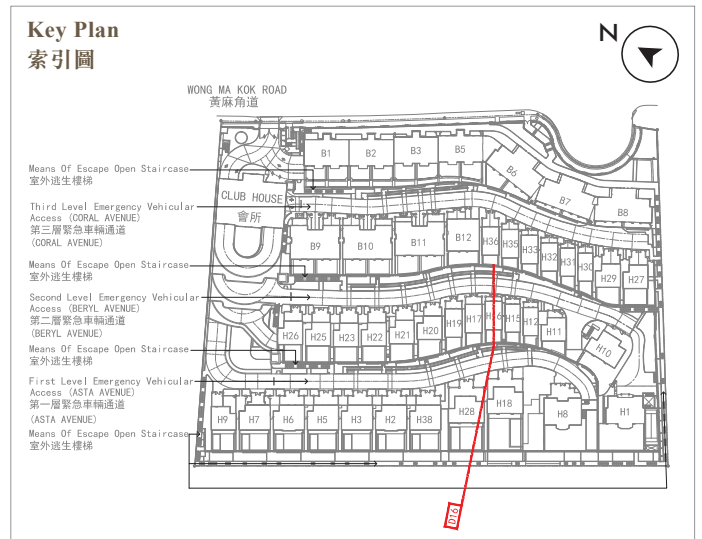 Key Plan
索引圖
N
WONG MA KOK ROAD
黃麻角道
Means Of Escape Open Staircase
室外逃生樓梯
Third Level Emergency Vehicular
Access (CORAL AVENUE)
第三層緊急車輛通道
(CORAL AVENUE)
Means Of Escape Open Staircase
室外逃生樓梯
Second Level Emergency Vehicular
Access (BERYL AVENUE)
第二層緊急車輛通道
(BERYL AVENUE)
Means Of Escape Open Staircase
室外逃生樓梯
First Level Emergency Vehicular
Access (ASTA AVENUE)
第一層緊急車輛通道
(ASTA AVENUE)
Means Of Escape Open Staircase
室外逃生樓梯
CLUB HOUSE
會所
B1 B2 B3 B5
B6 B7 B8
B9 B10 B11 B12 H36 H35 H33 H32 H31 H30 H29 H27
H26 H25 H23 H22 H21 H20 H19 H17 H16 H15 H12 H11 H10
H9 H7 H6 H5 H3 H2 H38 H28 H18 H8 H1
D16